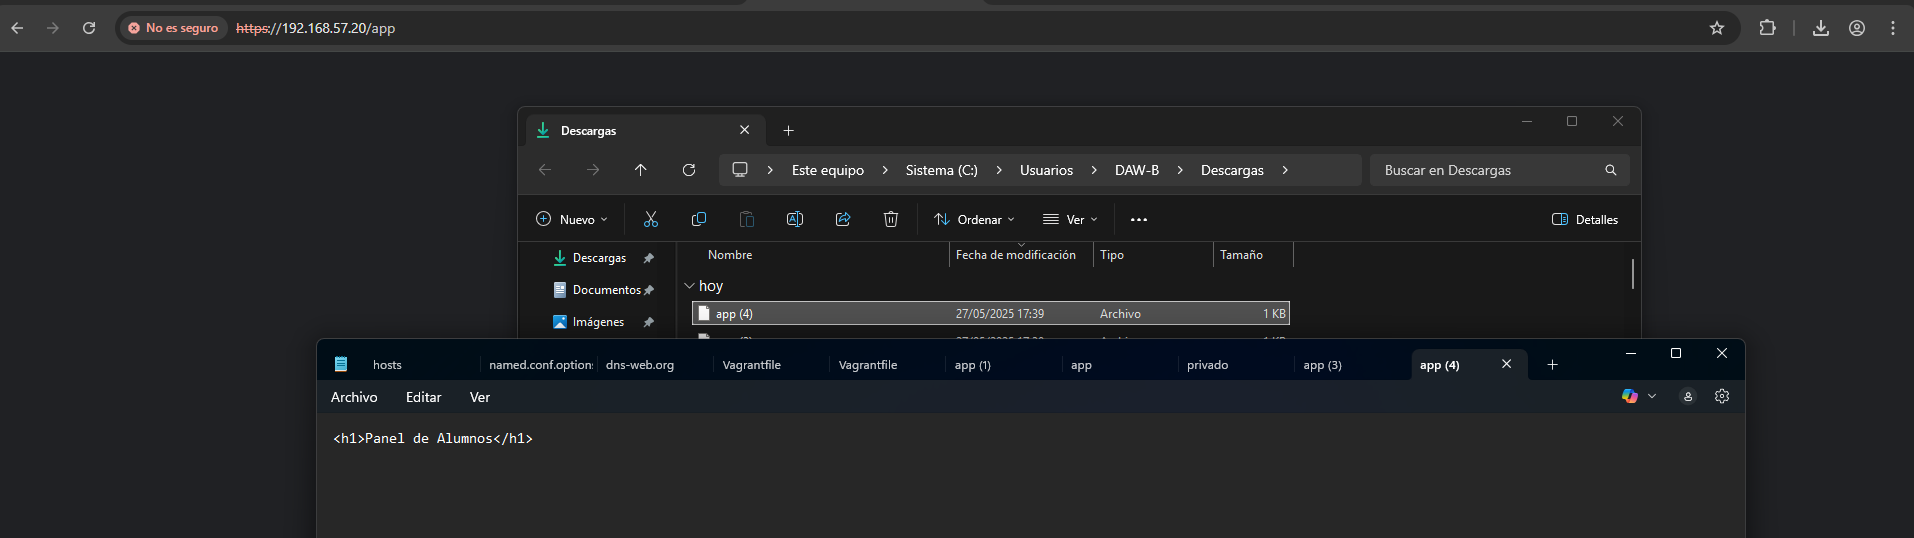 No es seguro https://192.168.57.20/app
Descargas
Este equipo > Sistema (C:) > Usuarios > DAW-B > Descargas >
Buscar en Descargas
Nuevo
Ordenar
Ver
Detalles
Descargas
Documentos
Imágenes
Nombre Fecha de modificación Tipo Tamaño
hoy
app (4) 27/05/2025 17:39 Archivo 1 KB
hosts named.conf.option dns-web.org Vagrantfile Vagrantfile app (1) app privado app (3) app (4)
Archivo Editar Ver
<h1>Panel de Alumnos</h1>